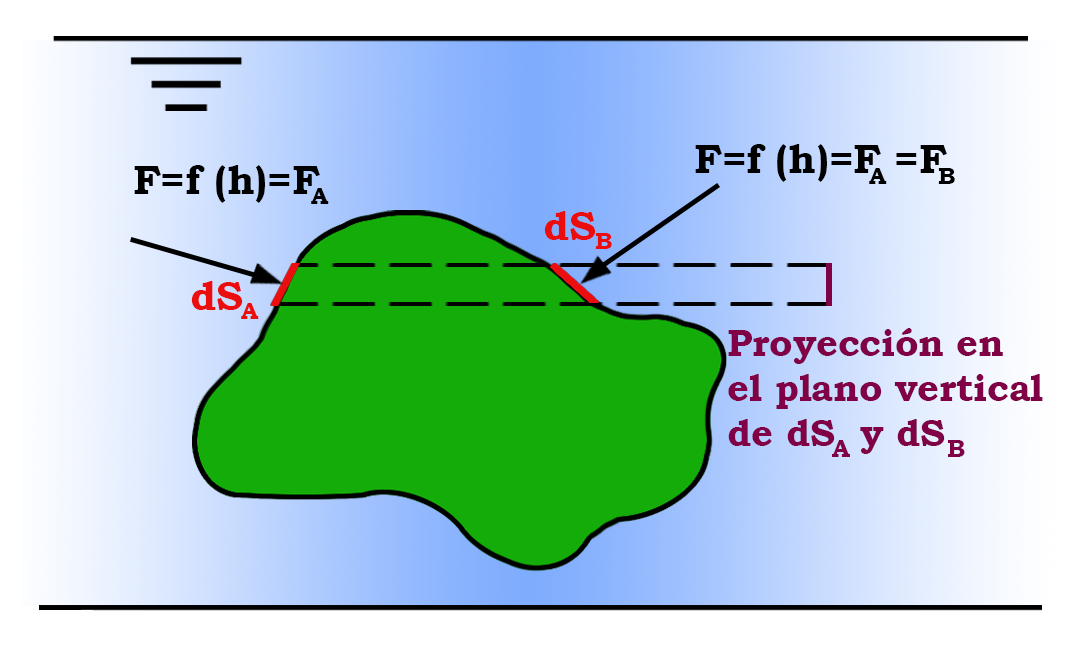 F=f (h)=F_A
F=f (h)=F_A =F_B
dS_B
dS_A
Proyección en
el plano vertical
de dS_A y dS_B